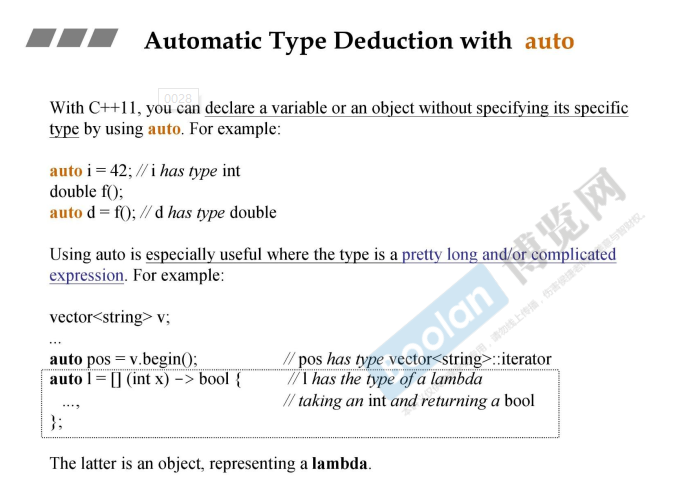 Automatic Type Deduction with auto
0028
With C++11, you can declare a variable or an object without specifying its specific
type by using auto. For example:
auto i = 42; // i has type int
double f();
auto d = f(); // d has type double
Using auto is especially useful where the type is a pretty long and/or complicated
expression. For example:
vector<string> v;
...
auto pos = v.begin(); // pos has type vector<string>::iterator
auto l = [] (int x) -> bool { // l has the type of a lambda
..., // taking an int and returning a bool
};
The latter is an object, representing a lambda.
Boolan 博览网